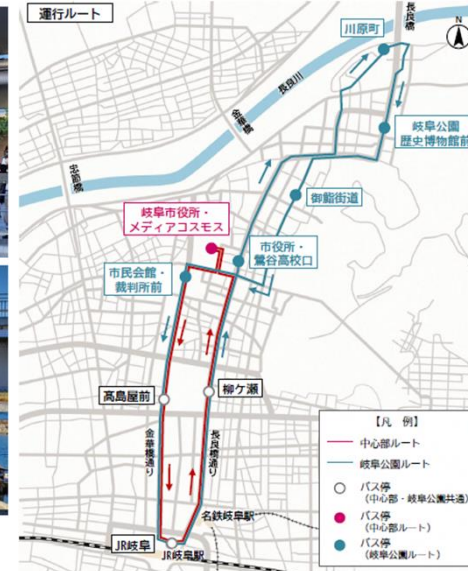 運行ルート
N
長良橋
川原町
長良川
金華橋
忠節橋
岐阜公園
歴史博物館前
御鮨街道
岐阜市役所・
メディアコスモス
市役所・
鶯谷高校口
市民会館・
裁判所前
高島屋前
柳ケ瀬
金華橋通り
長良橋通り
名鉄岐阜駅
JR岐阜
JR岐阜駅
【凡 例】
中心部ルート
岐阜公園ルート
バス停
(中心部・岐阜公園共通)
バス停
(中心部ルート)
バス停
(岐阜公園ルート)